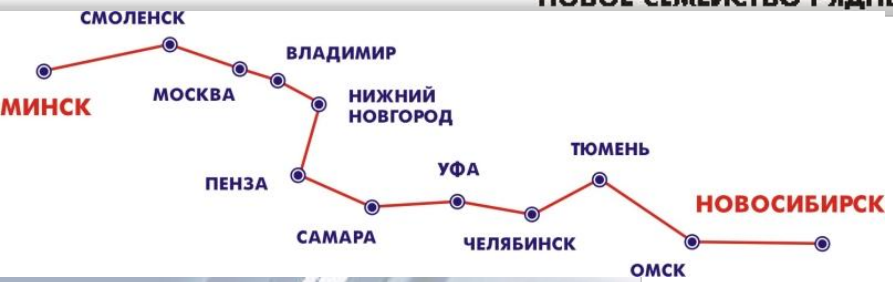 СМОЛЕНСК
ВЛАДИМИР
МОСКВА
МИНСК
НИЖНИЙ
НОВГОРОД
ТЮМЕНЬ
УФА
ПЕНЗА
НОВОСИБИРСК
САМАРА
ЧЕЛЯБИНСК
ОМСК